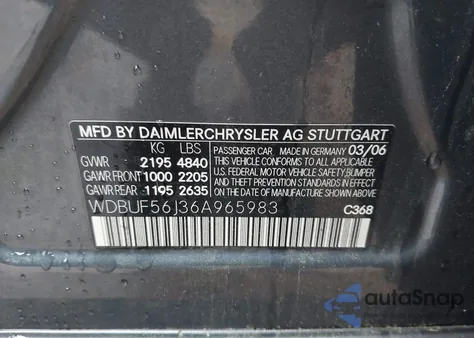 MFD BY DAIMLERCHRYSLER AG STUTTGART
KG LBS PASSENGER CAR MADE IN GERMANY 03/06
GVWR 2195 4840 THIS VEHICLE CONFORMS TO ALL
GAWR FRONT 1000 2205 APPLICABLE U.S. FEDERAL MOTOR
GAWR REAR 1195 2635 VEHICLE SAFETY, BUMPER
AND THEFT PREVENTION STANDARDS
IN EFFECT ON THE
DATE OF MANUFACTURE
WDBUF56J36A965983 C368
autoSnap